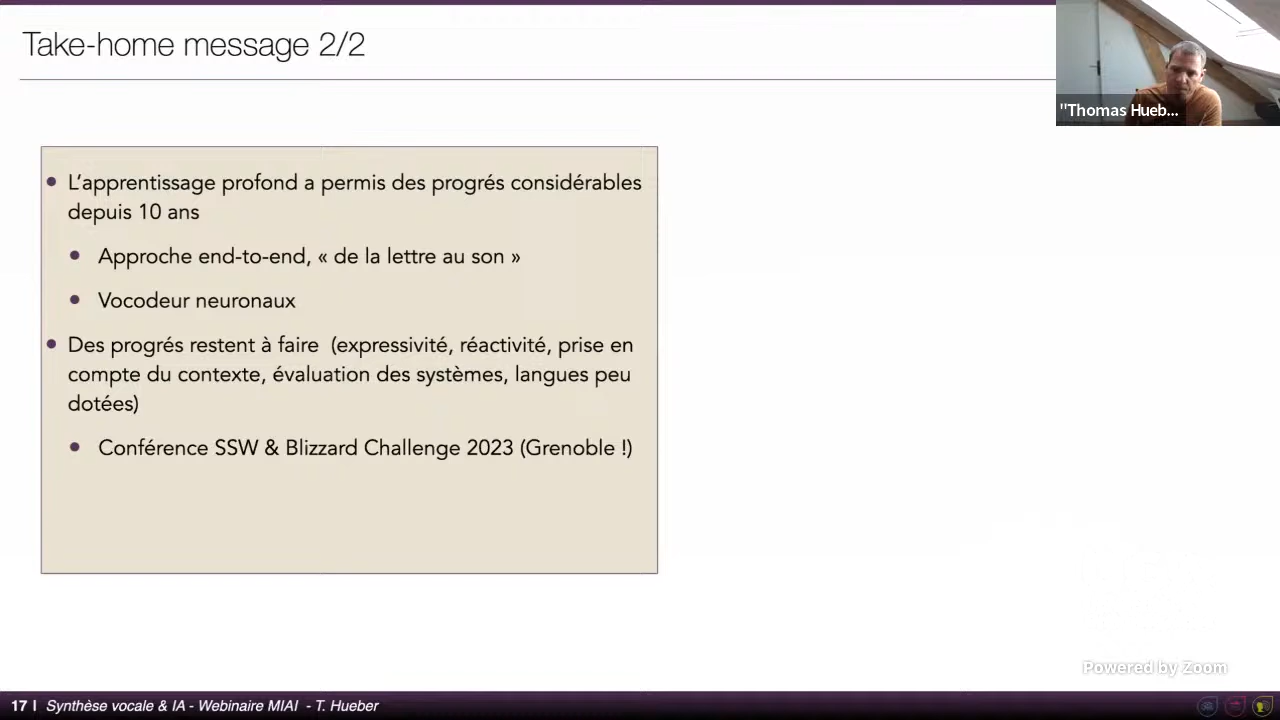 Take-home message 2/2
"Thomas Hueb...
• L'apprentissage profond a permis des progrés considérables
depuis 10 ans
• Approche end-to-end, « de la lettre au son »
• Vocodeur neuronaux
• Des progrés restent à faire (expressivité, réactivité, prise en
compte du contexte, évaluation des systèmes, langues peu
dotées)
• Conférence SSW & Blizzard Challenge 2023 (Grenoble !)
Powered by Zoom
17 | Synthèse vocale & IA - Webinaire MIAI - T. Hueber